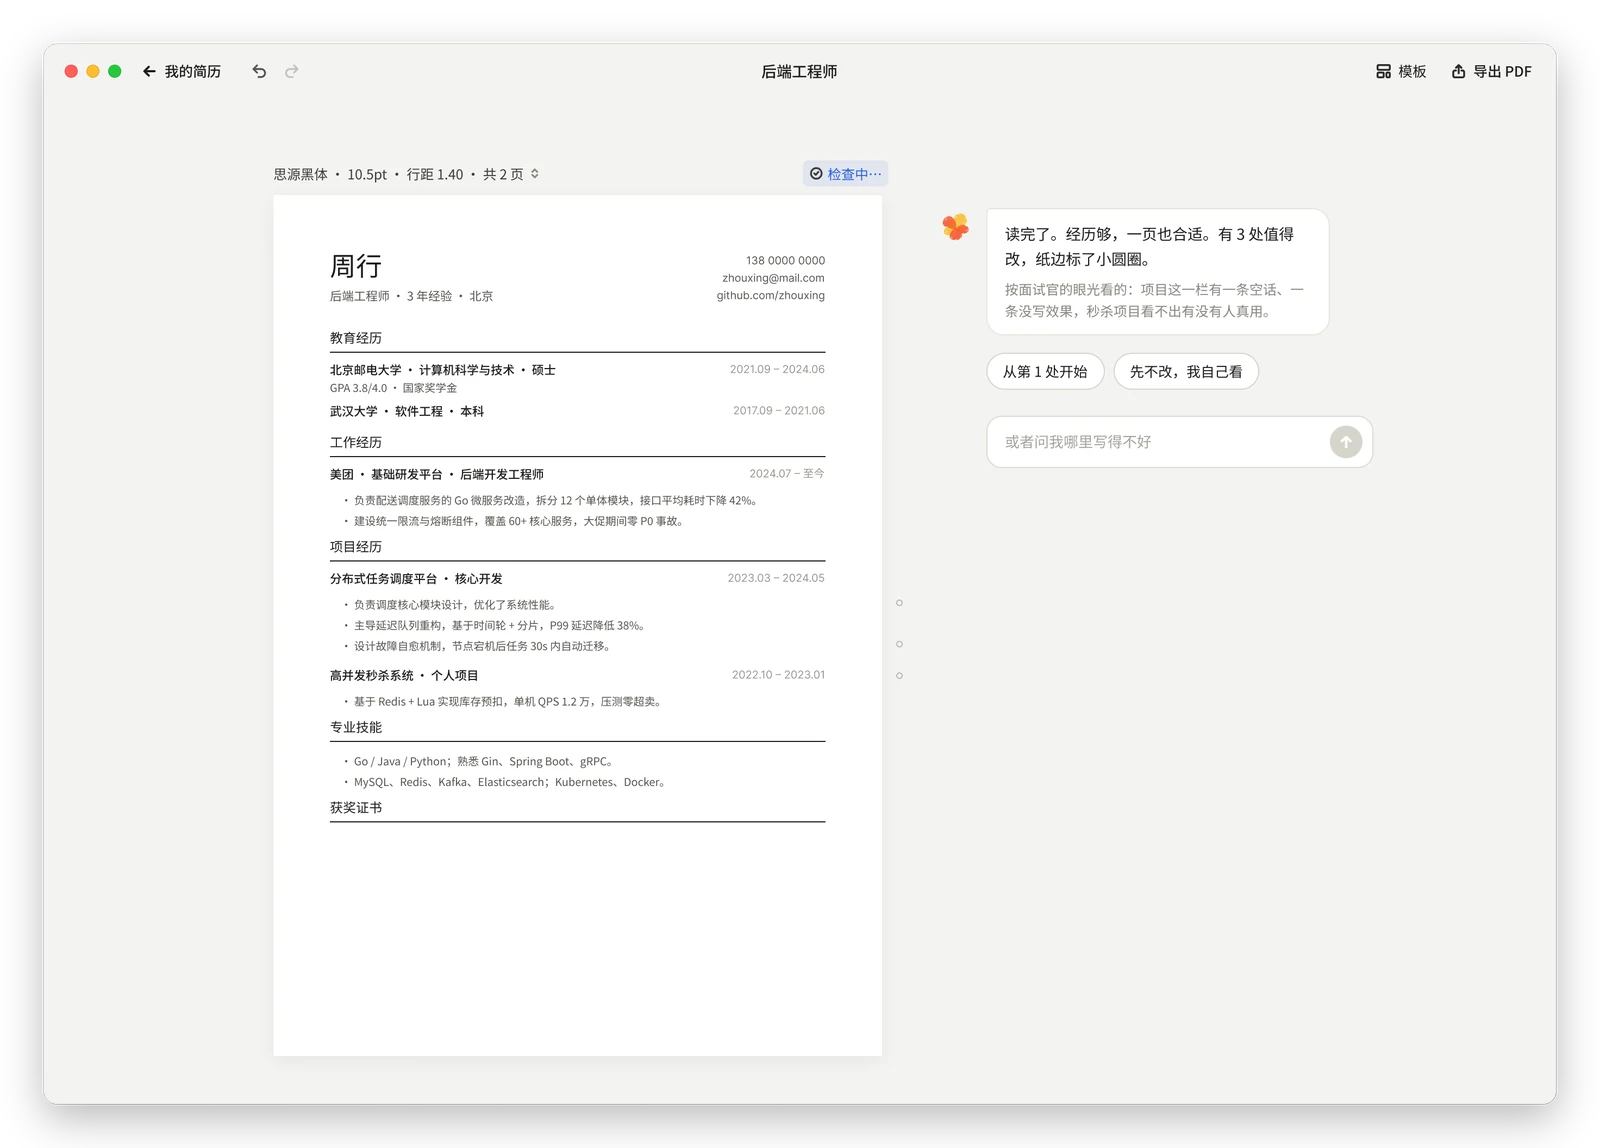 我的简历
后端工程师
模板
导出 PDF
思源黑体 · 10.5pt · 行距 1.40 · 共 2 页
检查中…
周行
后端工程师 · 3 年经验 · 北京
138 0000 0000
zhouxing@mail.com
github.com/zhouxing
教育经历
北京邮电大学 · 计算机科学与技术 · 硕士 2021.09 – 2024.06
GPA 3.8/4.0 · 国家奖学金
武汉大学 · 软件工程 · 本科 2017.09 – 2021.06
工作经历
美团 · 基础研发平台 · 后端开发工程师 2024.07 – 至今
· 负责配送调度服务的 Go 微服务改造，拆分 12 个单体模块，接口平均耗时下降 42%。
· 建设统一限流与熔断组件，覆盖 60+ 核心服务，大促期间零 P0 事故。
项目经历
分布式任务调度平台 · 核心开发 2023.03 – 2024.05
· 负责调度核心模块设计，优化了系统性能。
· 主导延迟队列重构，基于时间轮 + 分片，P99 延迟降低 38%。
· 设计故障自愈机制，节点宕机后任务 30s 内自动迁移。
高并发秒杀系统 · 个人项目 2022.10 – 2023.01
· 基于 Redis + Lua 实现库存预扣，单机 QPS 1.2 万，压测零超卖。
专业技能
· Go / Java / Python；熟悉 Gin、Spring Boot、gRPC。
· MySQL、Redis、Kafka、Elasticsearch；Kubernetes、Docker。
获奖证书
读完了。经历够，一页也合适。有 3 处值得
改，纸边标了小圆圈。
按面试官的眼光看的：项目这一栏有一条空话、一
条没写效果，秒杀项目看不出有没有人真用。
从第 1 处开始
先不改，我自己看
或者问我哪里写得不好